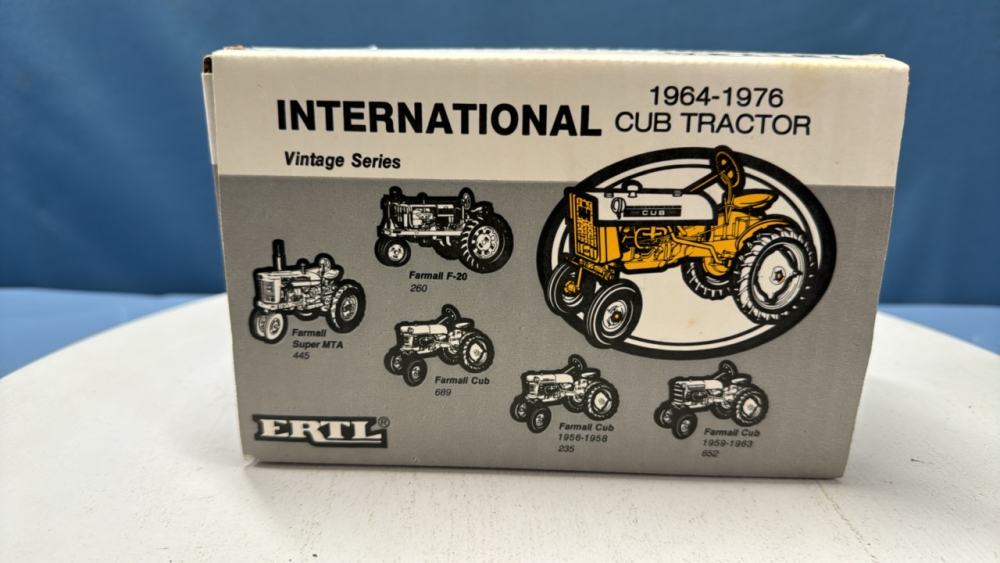 INTERNATIONAL
1964-1976
CUB TRACTOR
Vintage Series
CUB
Farmall F-20
260
Farmall
Super MTA
445
Farmall Cub
689
Farmall Cub
1956-1958
235
Farmall Cub
1959-1963
652
ERTL®